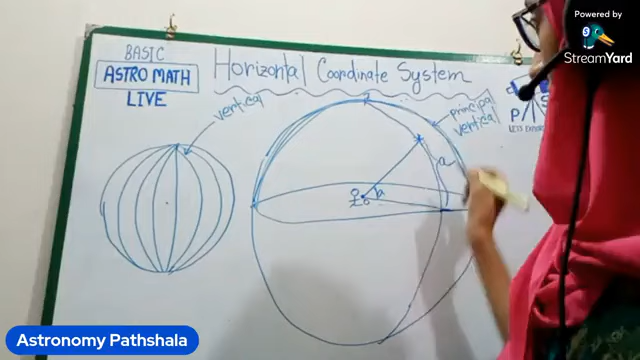 Powered by
StreamYard
BASIC
ASTRO MATH
LIVE
Horizontal Coordinate System
vertical
principal
vertical
Z
a
b
P
S
Astronomy Pathshala